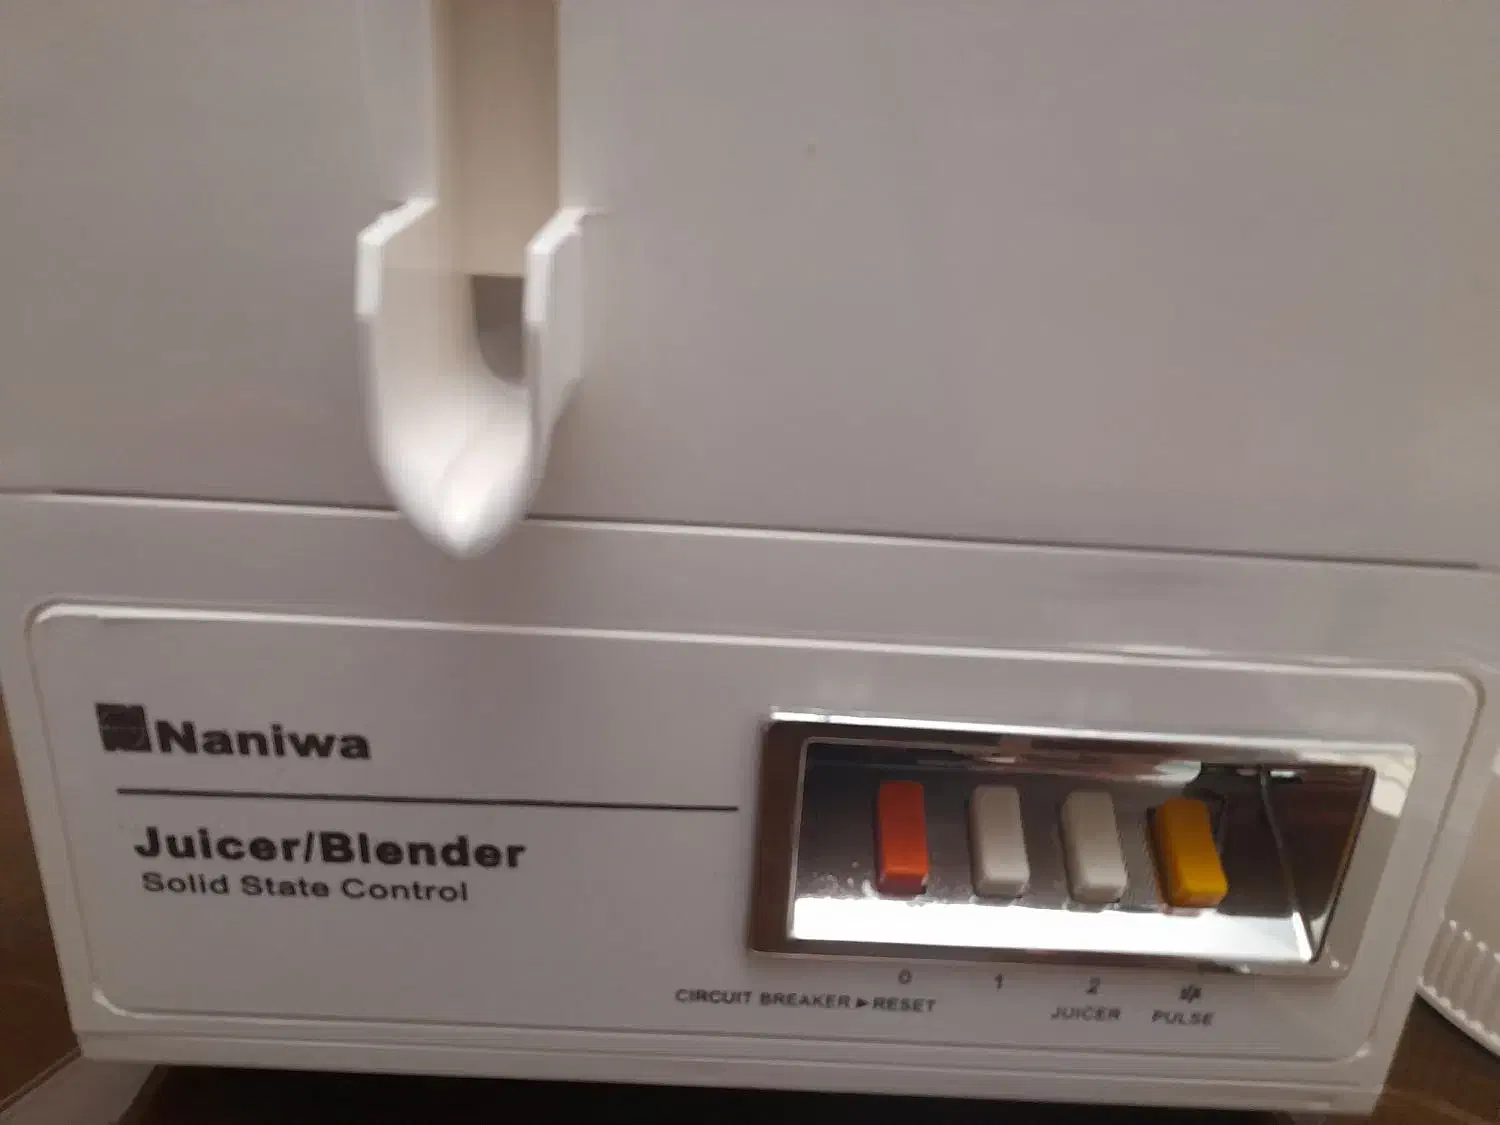 Naniwa
Juicer/Blender
Solid State Control
0 1 2
CIRCUIT BREAKER ▶ RESET JUICER PULSE